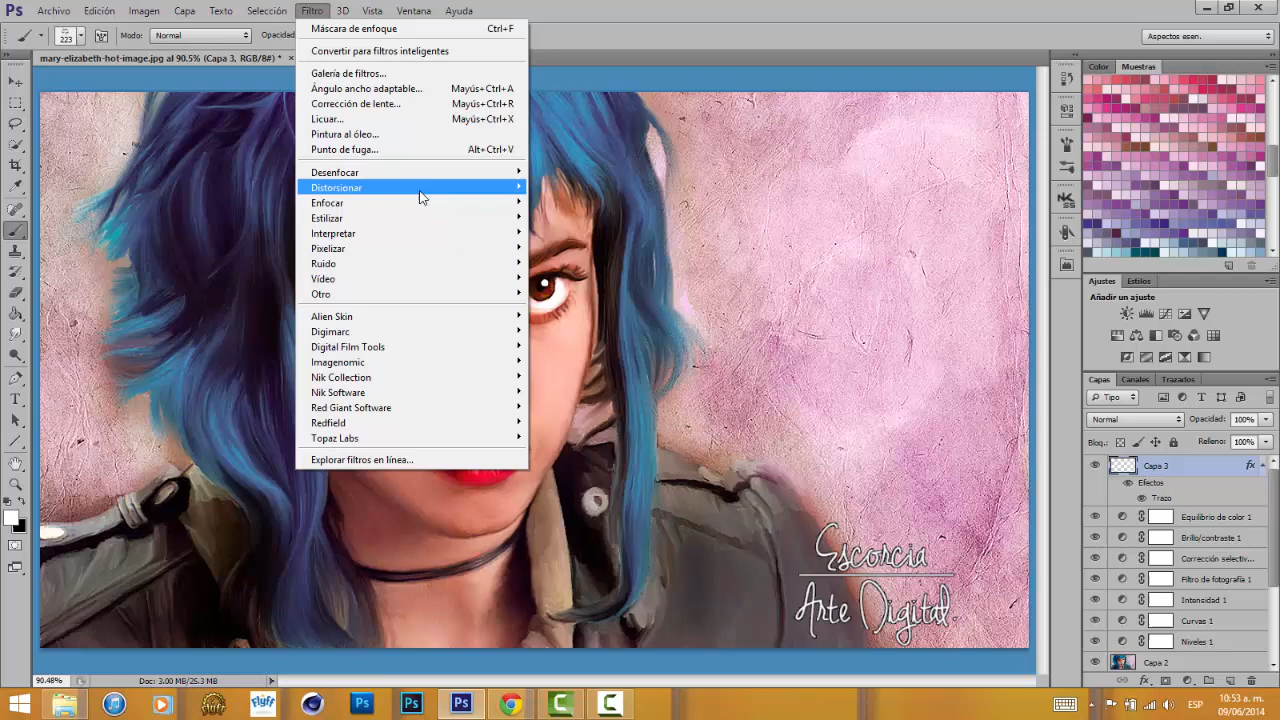 Ps Archivo Edición Imagen Capa Texto Selección Filtro 3D Vista Ventana Ayuda
223 Modo: Normal Opacidad
Aspectos esen.
mary-elizabeth-hot-image.jpg al 90.5% (Capa 3, RGB/8#) * ×
Máscara de enfoque Ctrl+F
Convertir para filtros inteligentes
Galería de filtros...
Ángulo ancho adaptable... Mayús+Ctrl+A
Corrección de lente... Mayús+Ctrl+R
Licuar... Mayús+Ctrl+X
Pintura al óleo...
Punto de fuga... Alt+Ctrl+V
Desenfocar
Distorsionar
Enfocar
Estilizar
Interpretar
Pixelizar
Ruido
Vídeo
Otro
Alien Skin
Digimarc
Digital Film Tools
Imagenomic
Nik Collection
Nik Software
Red Giant Software
Redfield
Topaz Labs
Explorar filtros en línea...
Color Muestras
Ajustes Estilos
Añadir un ajuste
Capas Canales Trazados
Tipo
Normal Opacidad: 100%
Bloq.: Relleno: 100%
Capa 3 fx
Efectos
Trazo
Equilibrio de color 1
Brillo/contraste 1
Corrección selectiv...
Filtro de fotografía 1
Intensidad 1
Curvas 1
Niveles 1
Capa 2
Escorcia
Arte Digital.
90.48% Doc: 3.00 MB/25.3 MB
Flyff Ps Ps Ps C C
ESP
10:53 a. m.
09/06/2014